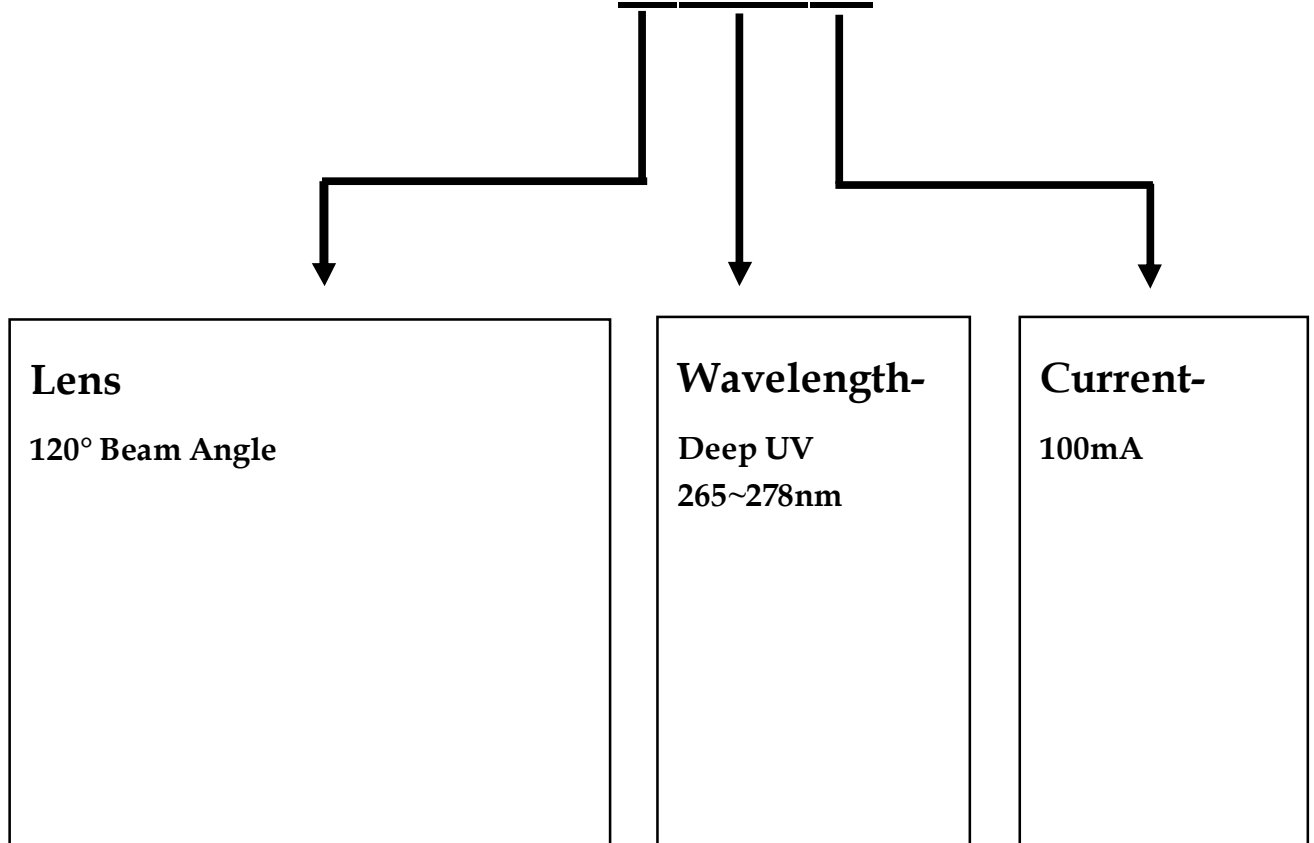 Lens
120° Beam Angle
Wavelength-
Deep UV
265~278nm
Current-
100mA